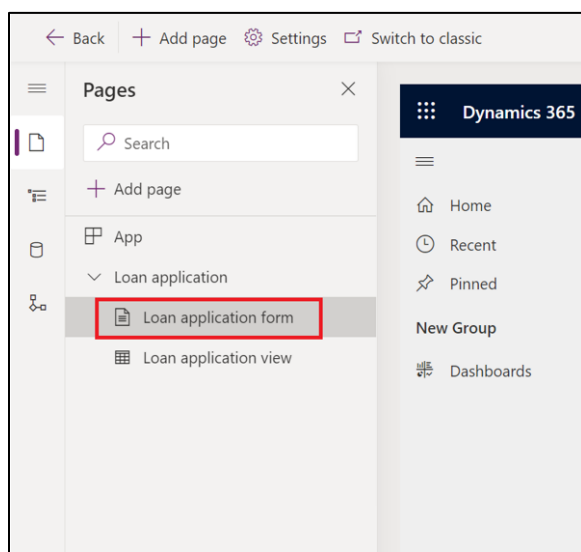 Back
Add page
Settings
Switch to classic
Pages
Search
Add page
App
Loan application
Loan application form
Loan application view
Dynamics 365
Home
Recent
Pinned
New Group
Dashboards